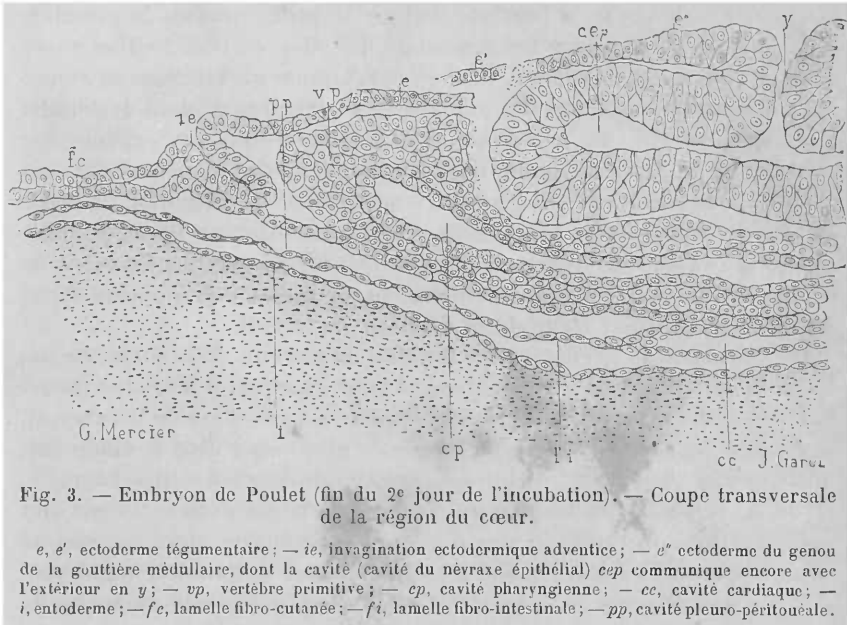 cep e" y
e'
pp vp e
ie
fc
G. Mercier i cp fi cc J. Garel
Fig. 3. — Embryon de Poulet (fin du 2e jour de l'incubation). — Coupe transversale
de la région du cœur.
e, e', ectoderme tégumentaire ; — ie, invagination ectodermique adventice ; — e" ectoderme du genou
de la gouttière médullaire, dont la cavité (cavité du névraxe épithélial) cep communique encore avec
l'extérieur en y ; — vp, vertèbre primitive ; — cp, cavité pharyngienne ; — cc, cavité cardiaque ; —
i, entoderme ; — fc, lamelle fibro-cutanée ; — fi, lamelle fibro-intestinale ; — pp, cavité pleuro-péritouéale.